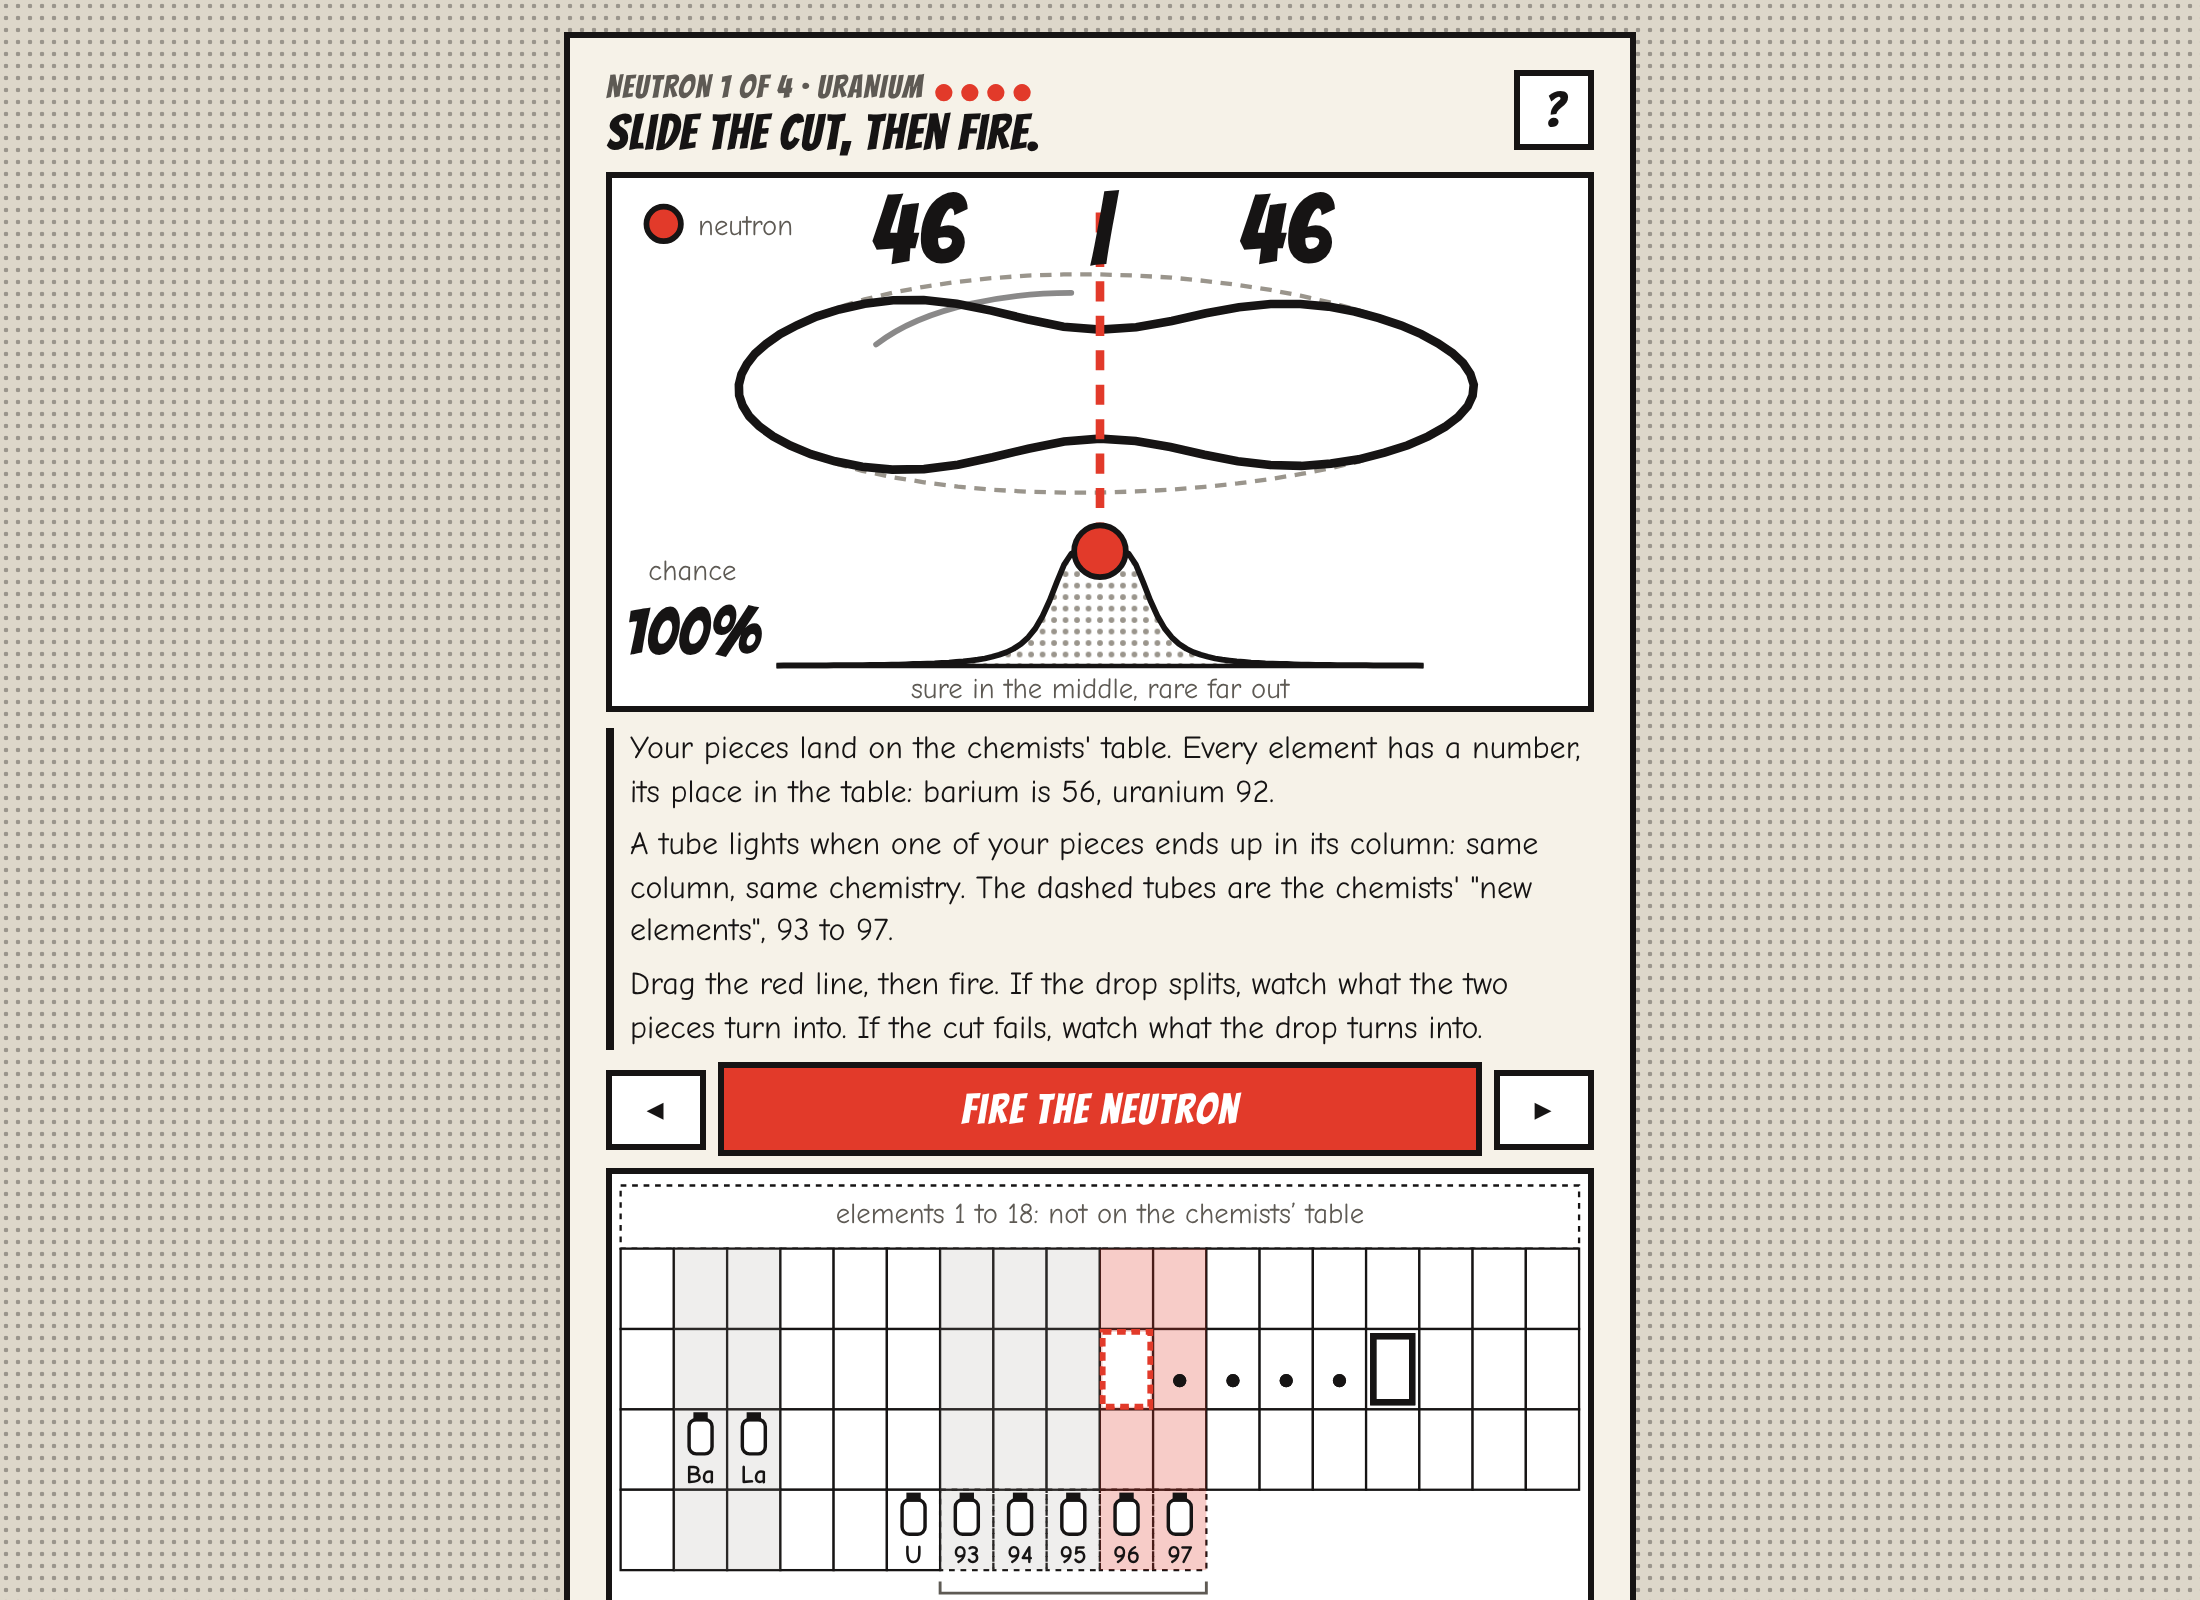 NEUTRON 1 OF 4 · URANIUM
SLIDE THE CUT, THEN FIRE.
?
neutron
46 / 46
chance
100%
sure in the middle, rare far out
Your pieces land on the chemists' table. Every element has a number,
its place in the table: barium is 56, uranium 92.
A tube lights when one of your pieces ends up in its column: same
column, same chemistry. The dashed tubes are the chemists' "new
elements", 93 to 97.
Drag the red line, then fire. If the drop splits, watch what the two
pieces turn into. If the cut fails, watch what the drop turns into.
◄ FIRE THE NEUTRON ►
elements 1 to 18: not on the chemists' table
Ba La
U 93 94 95 96 97